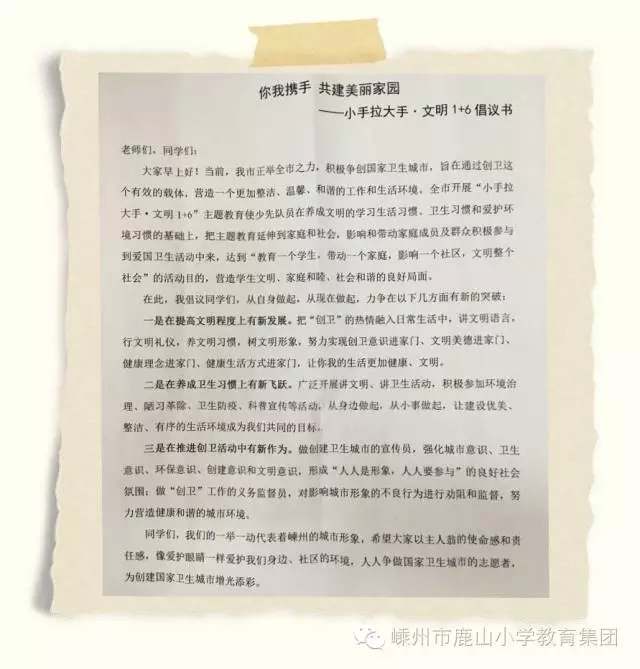 你我携手 共建美丽家园
——小手拉大手·文明1+6倡议书
老师们，同学们：
大家早上好！当前，我市正举全市之力，积极争创国家卫生城市，旨在通过创卫这
个有效的载体，营造一个更加整洁、温馨、和谐的工作和生活环境。全市开展“小手拉
大手·文明1+6”主题教育使少先队员在养成文明的学习生活习惯、卫生习惯和爱护环
境习惯的基础上，把主题教育延伸到家庭和社会，影响和带动家庭成员及群众积极参与
到爱国卫生活动中来，达到“教育一个学生，带动一个家庭，影响一个社区，文明整个
社会”的活动目的，营造学生文明、家庭和睦、社会和谐的良好局面。
在此，我倡议同学们，从自身做起，从现在做起，力争在以下几方面有新的突破：
一是在提高文明程度上有新发展。把“创卫”的热情融入日常生活中，讲文明语言，
行文明礼仪，养文明习惯，树文明形象，努力实现创卫意识进家门、文明美德进家门、
健康理念进家门、健康生活方式进家门，让你我的生活更加健康、文明。
二是在养成卫生习惯上有新飞跃。广泛开展讲文明、讲卫生活动，积极参加环境治
理、陋习革除、卫生防疫、科普宣传等活动，从身边做起，从小事做起，让建设优美、
整洁、有序的生活环境成为我们共同的目标。
三是在推进创卫活动中有新作为。做创建卫生城市的宣传员，强化城市意识、卫生
意识、环保意识、创建意识和文明意识，形成“人人是形象，人人要参与”的良好社会
氛围；做“创卫”工作的义务监督员，对影响城市形象的不良行为进行劝阻和监督，努
力营造健康和谐的城市环境。
同学们，我们的一举一动代表着嵊州的城市形象，希望大家以主人翁的使命感和责
任感，像爱护眼睛一样爱护我们身边、社区的环境，人人争做国家卫生城市的志愿者，
为创建国家卫生城市增光添彩。
嵊州市鹿山小学教育集团